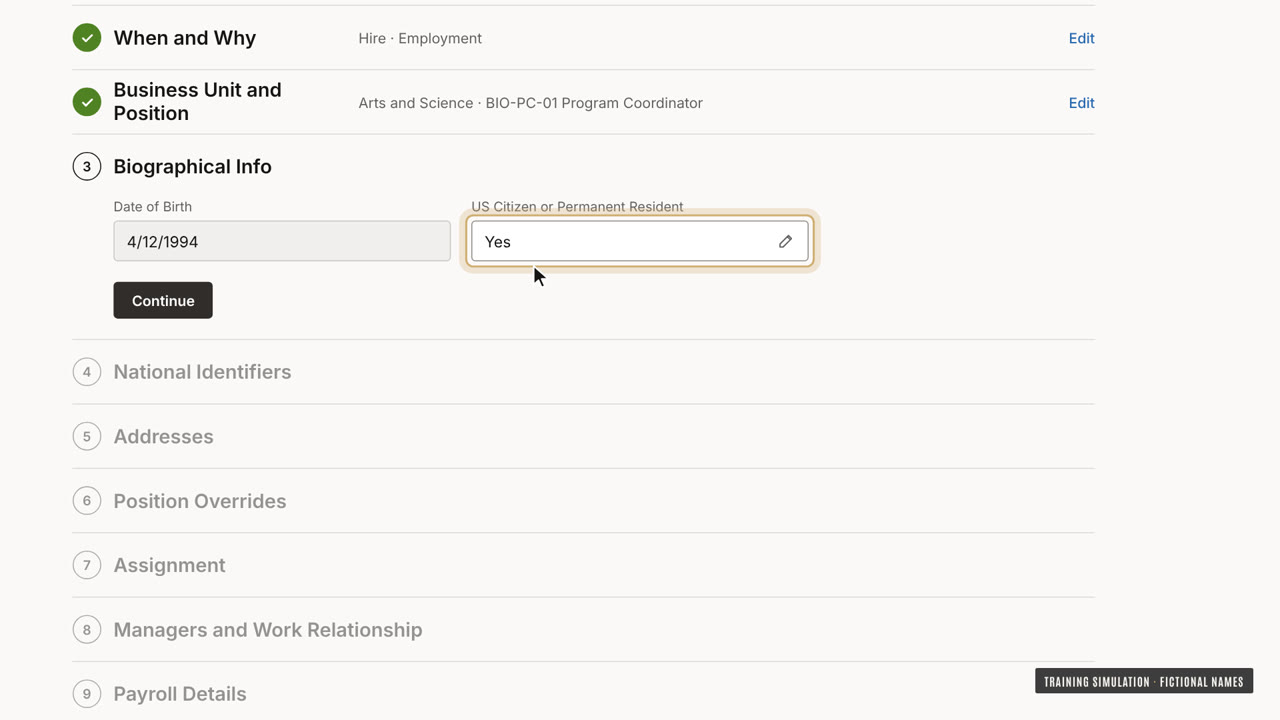 When and Why
Hire · Employment
Edit
Business Unit and
Position
Arts and Science · BIO-PC-01 Program Coordinator
Edit
3
Biographical Info
Date of Birth
US Citizen or Permanent Resident
4/12/1994
Yes
Continue
4
National Identifiers
5
Addresses
6
Position Overrides
7
Assignment
8
Managers and Work Relationship
9
Payroll Details
TRAINING SIMULATION · FICTIONAL NAMES